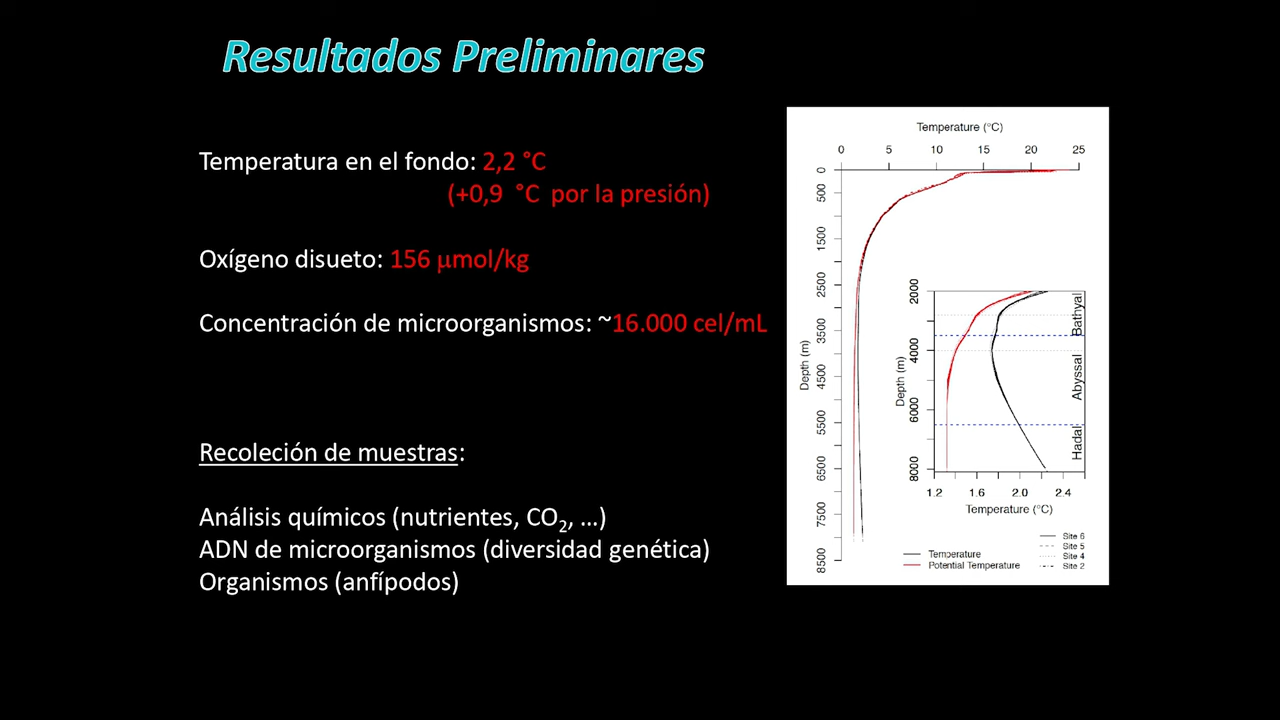 Resultados Preliminares
Temperatura en el fondo: 2,2 °C
(+0,9 °C por la presión)
Oxígeno disueto: 156 μmol/kg
Concentración de microorganismos: ~16.000 cel/mL
Recoleción de muestras:
Análisis químicos (nutrientes, CO2, ...)
ADN de microorganismos (diversidad genética)
Organismos (anfípodos)
Temperature (°C)
0 5 10 15 20 25
Depth (m)
0
500
1500
2500
3500
4500
5500
6500
7500
8500
Depth (m)
2000
4000
6000
8000
Bathyal
Abyssal
Hadal
1.2 1.6 2.0 2.4
Temperature (°C)
Temperature
Potential Temperature
Site 6
Site 5
Site 4
Site 2